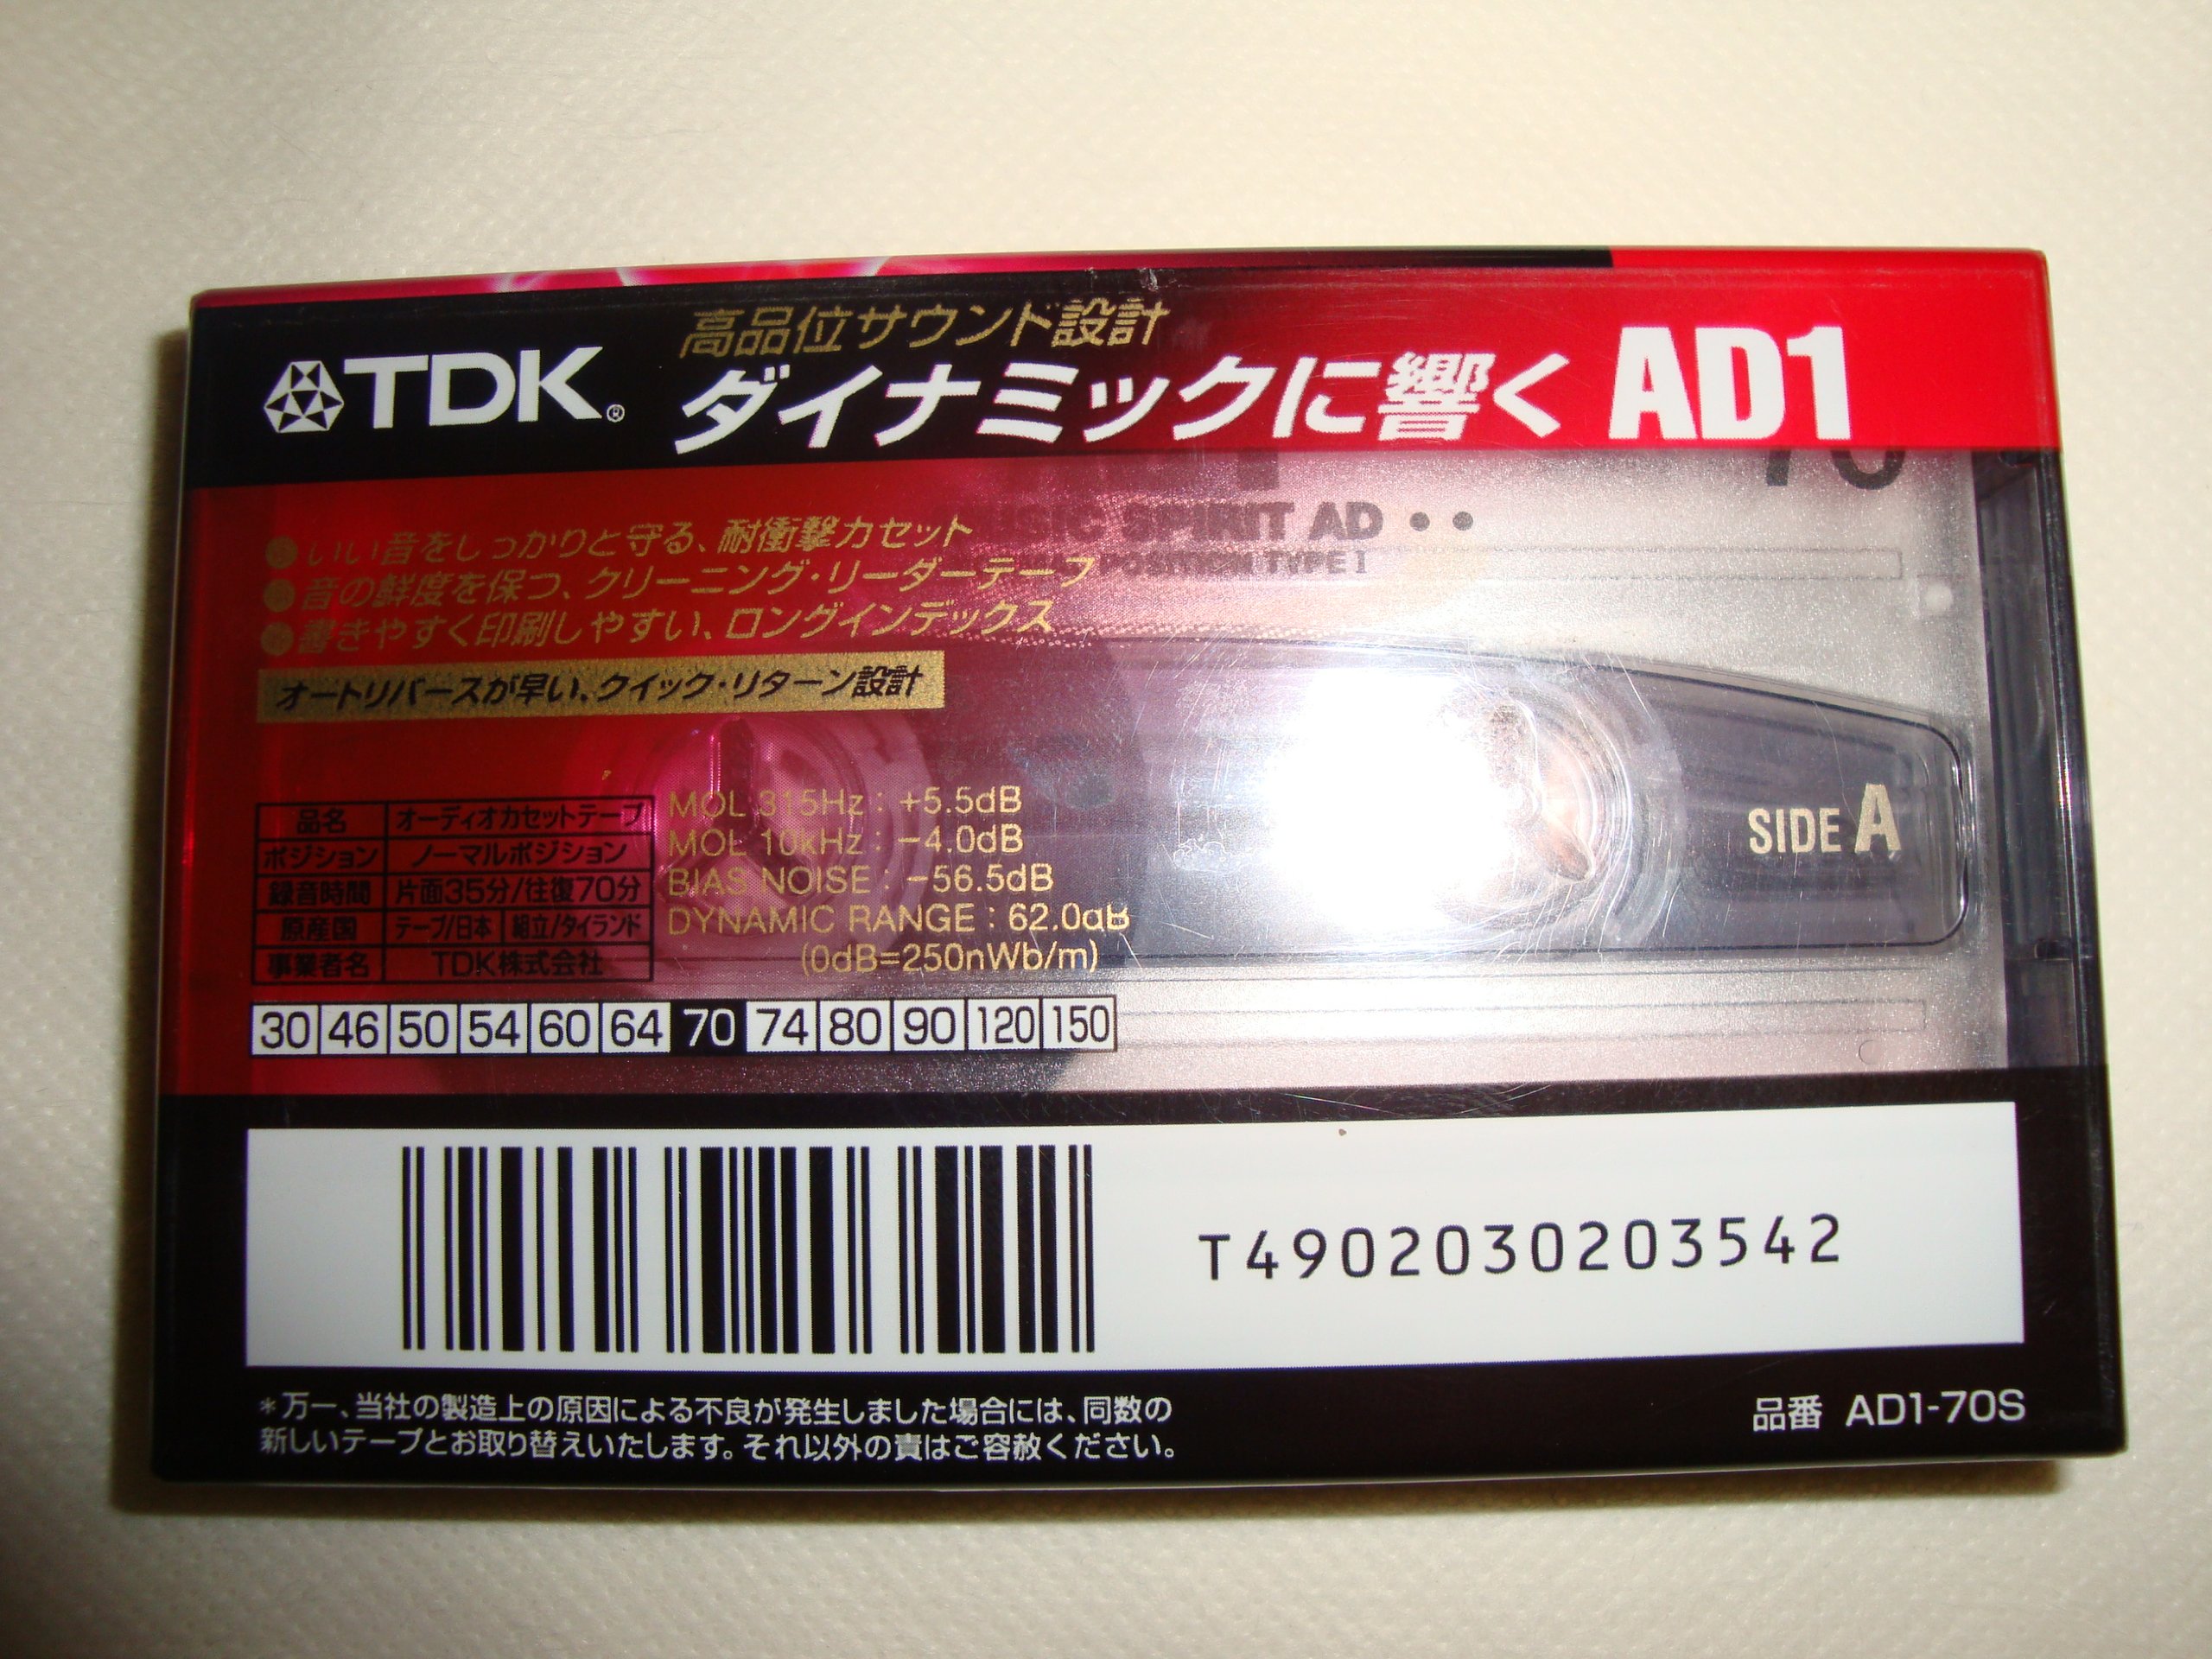 TDK®
高品位サウンド設計
ダイナミックに響く AD1
70
MUSIC SPIRIT AD ••
POSITION TYPE I
●いい音をしっかりと守る、耐衝撃カセット
●音の鮮度を保つ、クリーニング・リーダーテープ
●書きやすく印刷しやすい、ロングインデックス
オートリバースが早い、クイック・リターン設計
品名 オーディオカセットテープ
ポジション ノーマルポジション
録音時間 片面35分/往復70分
原産国 テープ/日本 組立/タイランド
事業者名 TDK株式会社
MOL 315Hz : +5.5dB
MOL 10kHz : −4.0dB
BIAS NOISE : −56.5dB
DYNAMIC RANGE : 62.0dB
(0dB=250nWb/m)
SIDE A
30 46 50 54 60 64 70 74 80 90 120 150
T4902030203542
*万一、当社の製造上の原因による不良が発生しました場合には、同数の
新しいテープとお取り替えいたします。それ以外の責はご容赦ください。
品番 AD1-70S